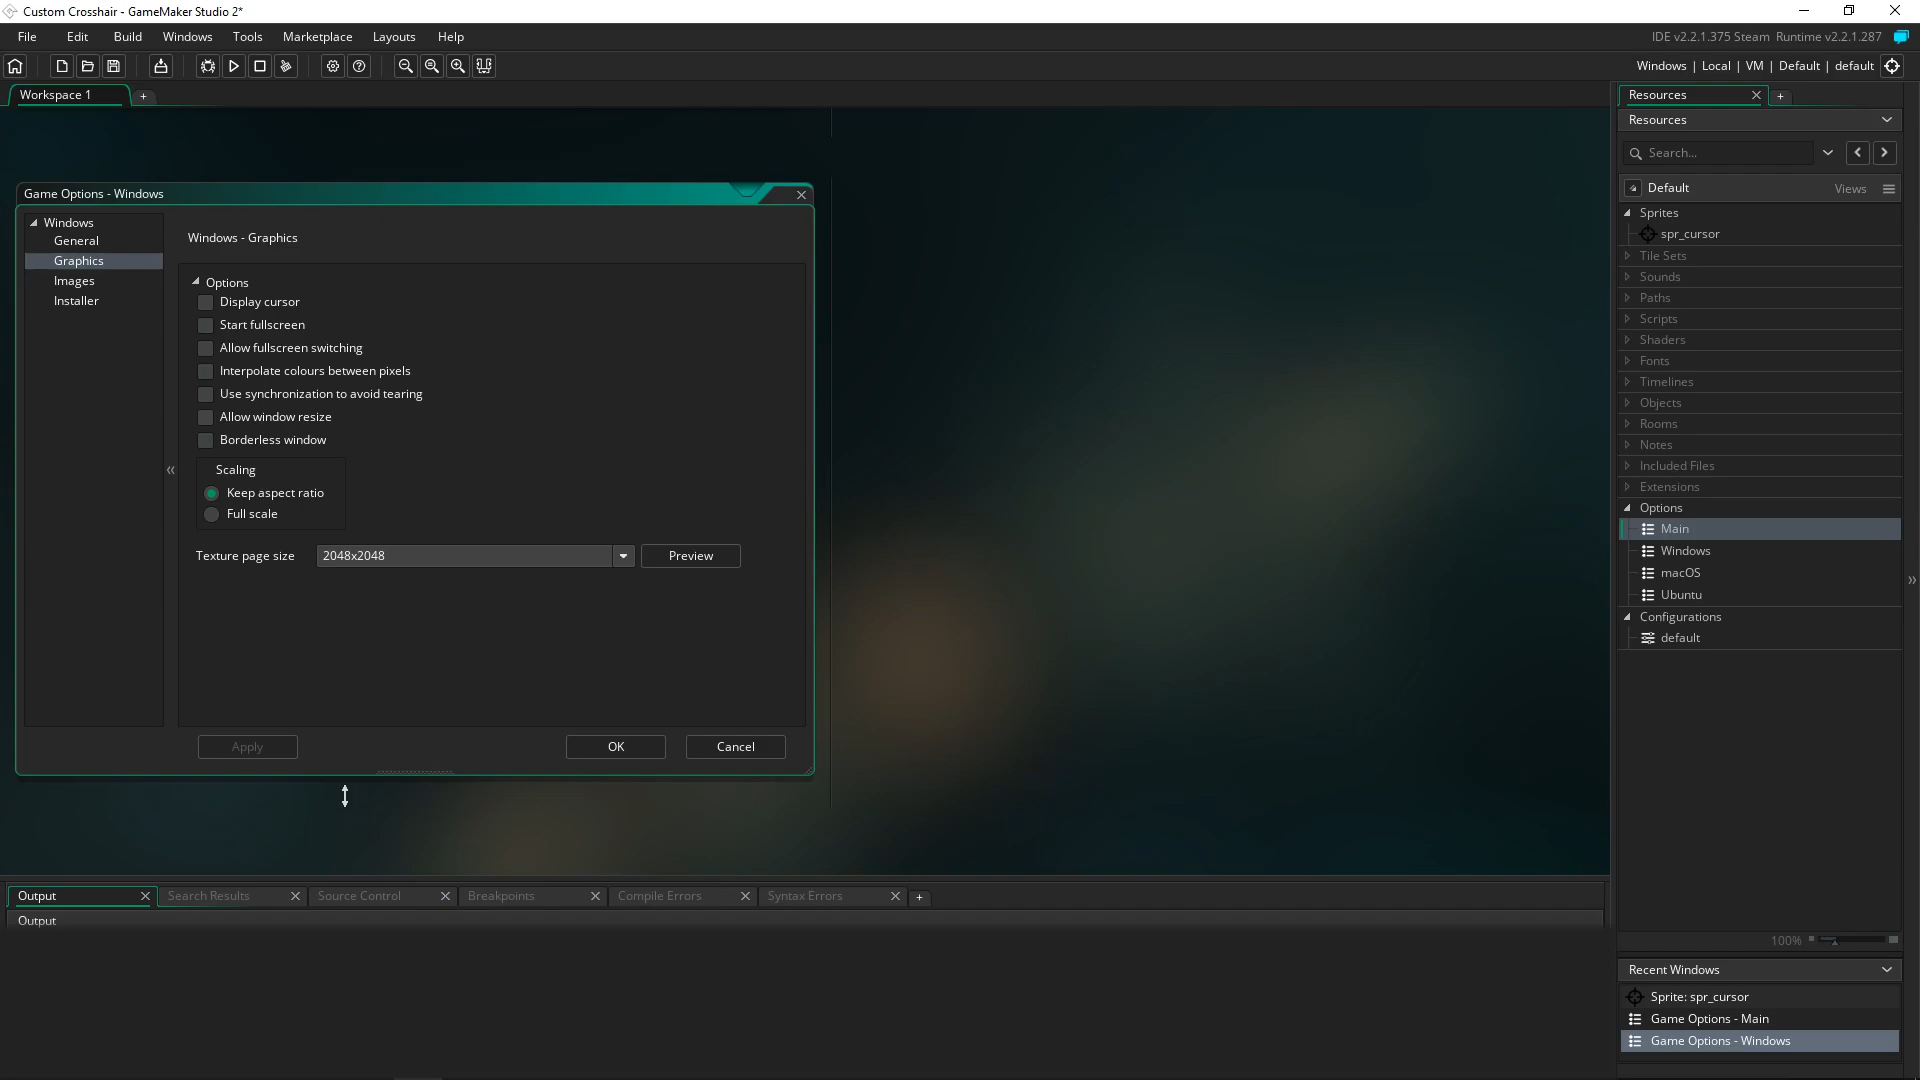 Custom Crosshair - GameMaker Studio 2*
File Edit Build Windows Tools Marketplace Layouts Help
IDE v2.2.1.375 Steam Runtime v2.2.1.287
Windows | Local | VM | Default | default
Workspace 1
Game Options - Windows
Windows
General
Graphics
Images
Installer
Windows - Graphics
Options
Display cursor
Start fullscreen
Allow fullscreen switching
Interpolate colours between pixels
Use synchronization to avoid tearing
Allow window resize
Borderless window
Scaling
Keep aspect ratio
Full scale
Texture page size 2048x2048 Preview
Apply OK Cancel
Output Search Results Source Control Breakpoints Compile Errors Syntax Errors
Output
Resources
Resources
Search...
Default Views
Sprites
spr_cursor
Tile Sets
Sounds
Paths
Scripts
Shaders
Fonts
Timelines
Objects
Rooms
Notes
Included Files
Extensions
Options
Main
Windows
macOS
Ubuntu
Configurations
default
100%
Recent Windows
Sprite: spr_cursor
Game Options - Main
Game Options - Windows